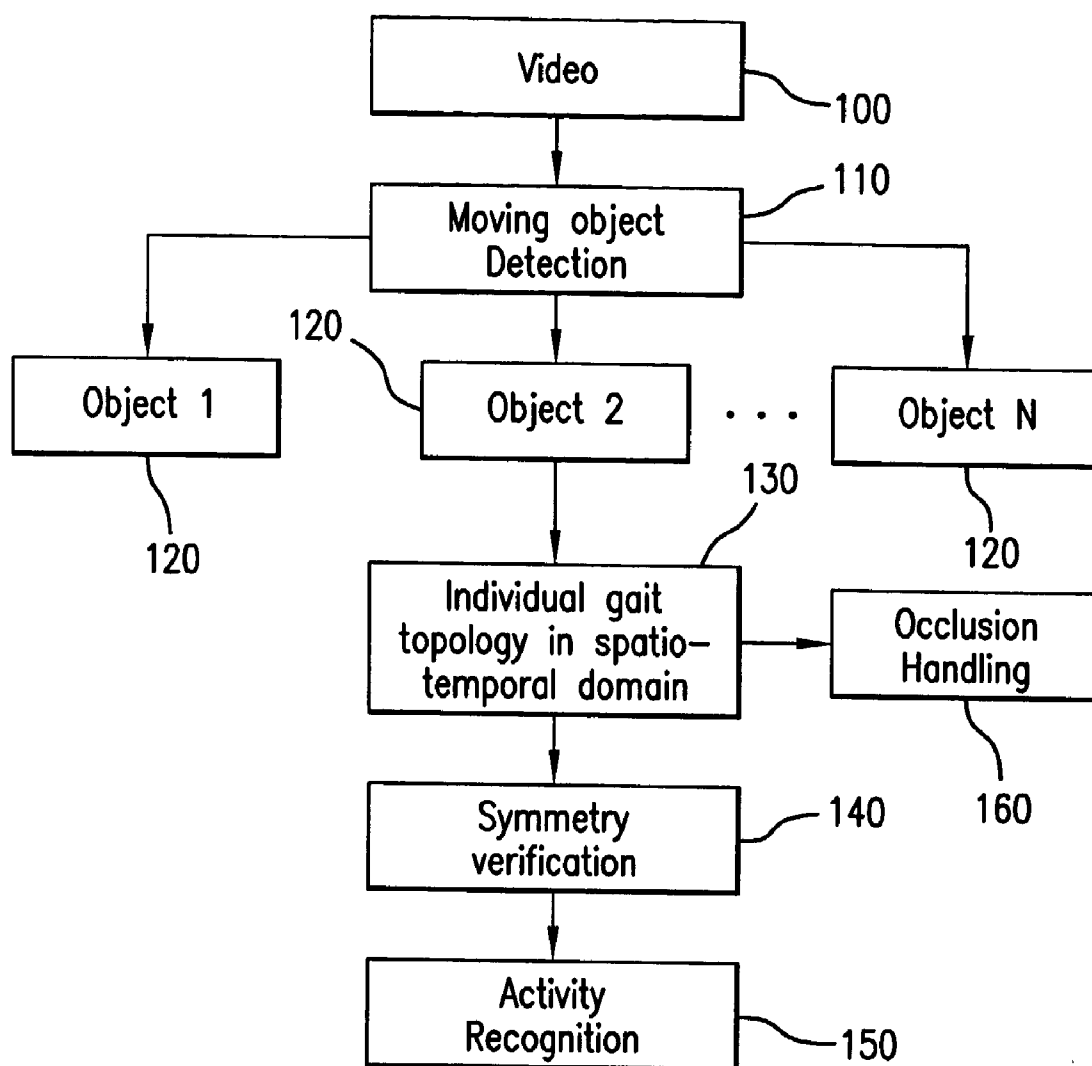 Video
100
110
Moving object
Detection
120
Object 1
Object 2
. . .
Object N
120
130
120
Individual gait
topology in spatio-
temporal domain
Occlusion
Handling
160
Symmetry
verification
140
Activity
Recognition
150